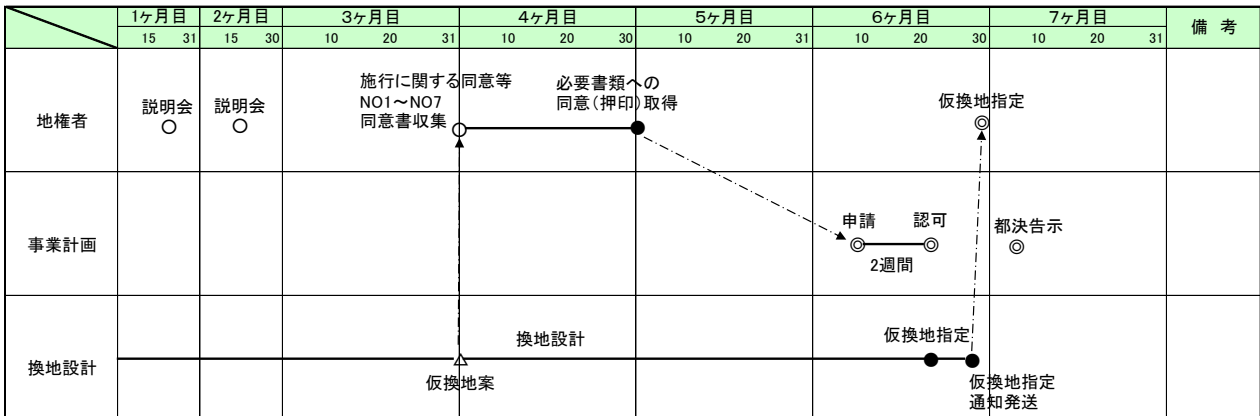 1ヶ月目 2ヶ月目 3ヶ月目 4ヶ月目 5ヶ月目 6ヶ月目 7ヶ月目 備 考
15 31 15 30 10 20 31 10 20 30 10 20 31 10 20 30 10 20 31
地権者
説明会
説明会
施行に関する同意等
NO1～NO7
同意書収集
必要書類への
同意(押印)取得
仮換地指定
事業計画
申請
認可
2週間
都決告示
換地設計
仮換地案
換地設計
仮換地指定
仮換地指定
通知発送